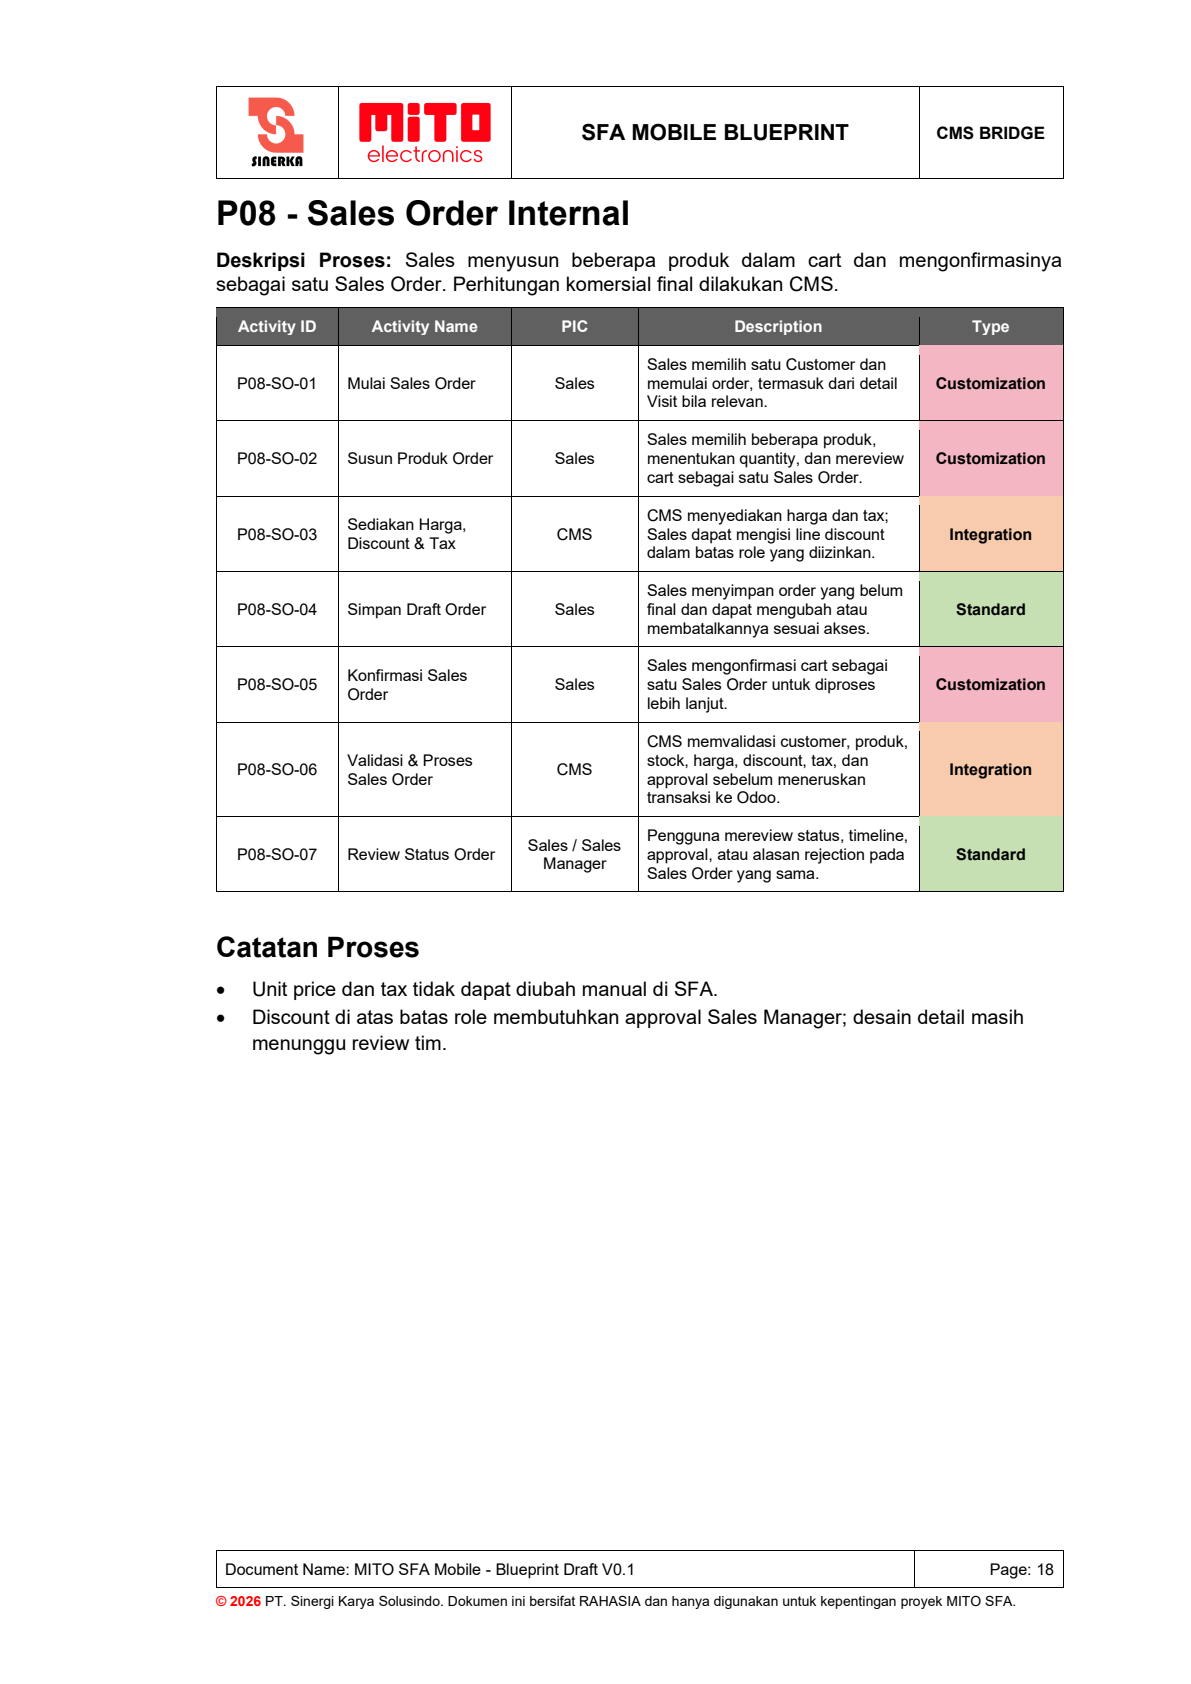 SINERKA
MiTO
electronics
SFA MOBILE BLUEPRINT
CMS BRIDGE
P08 - Sales Order Internal
Deskripsi Proses: Sales menyusun beberapa produk dalam cart dan mengonfirmasinya
sebagai satu Sales Order. Perhitungan komersial final dilakukan CMS.
Activity ID Activity Name PIC Description Type
P08-SO-01 Mulai Sales Order Sales
Sales memilih satu Customer dan
memulai order, termasuk dari detail
Visit bila relevan.
Customization
P08-SO-02 Susun Produk Order Sales
Sales memilih beberapa produk,
menentukan quantity, dan mereview
cart sebagai satu Sales Order.
Customization
P08-SO-03
Sediakan Harga,
Discount & Tax
CMS
CMS menyediakan harga dan tax;
Sales dapat mengisi line discount
dalam batas role yang diizinkan.
Integration
P08-SO-04 Simpan Draft Order Sales
Sales menyimpan order yang belum
final dan dapat mengubah atau
membatalkannya sesuai akses.
Standard
P08-SO-05
Konfirmasi Sales
Order
Sales
Sales mengonfirmasi cart sebagai
satu Sales Order untuk diproses
lebih lanjut.
Customization
P08-SO-06
Validasi & Proses
Sales Order
CMS
CMS memvalidasi customer, produk,
stock, harga, discount, tax, dan
approval sebelum meneruskan
transaksi ke Odoo.
Integration
P08-SO-07 Review Status Order
Sales / Sales
Manager
Pengguna mereview status, timeline,
approval, atau alasan rejection pada
Sales Order yang sama.
Standard
Catatan Proses
• Unit price dan tax tidak dapat diubah manual di SFA.
• Discount di atas batas role membutuhkan approval Sales Manager; desain detail masih
menunggu review tim.
Document Name: MITO SFA Mobile - Blueprint Draft V0.1 Page: 18
© 2026 PT. Sinergi Karya Solusindo. Dokumen ini bersifat RAHASIA dan hanya digunakan untuk kepentingan proyek MITO SFA.